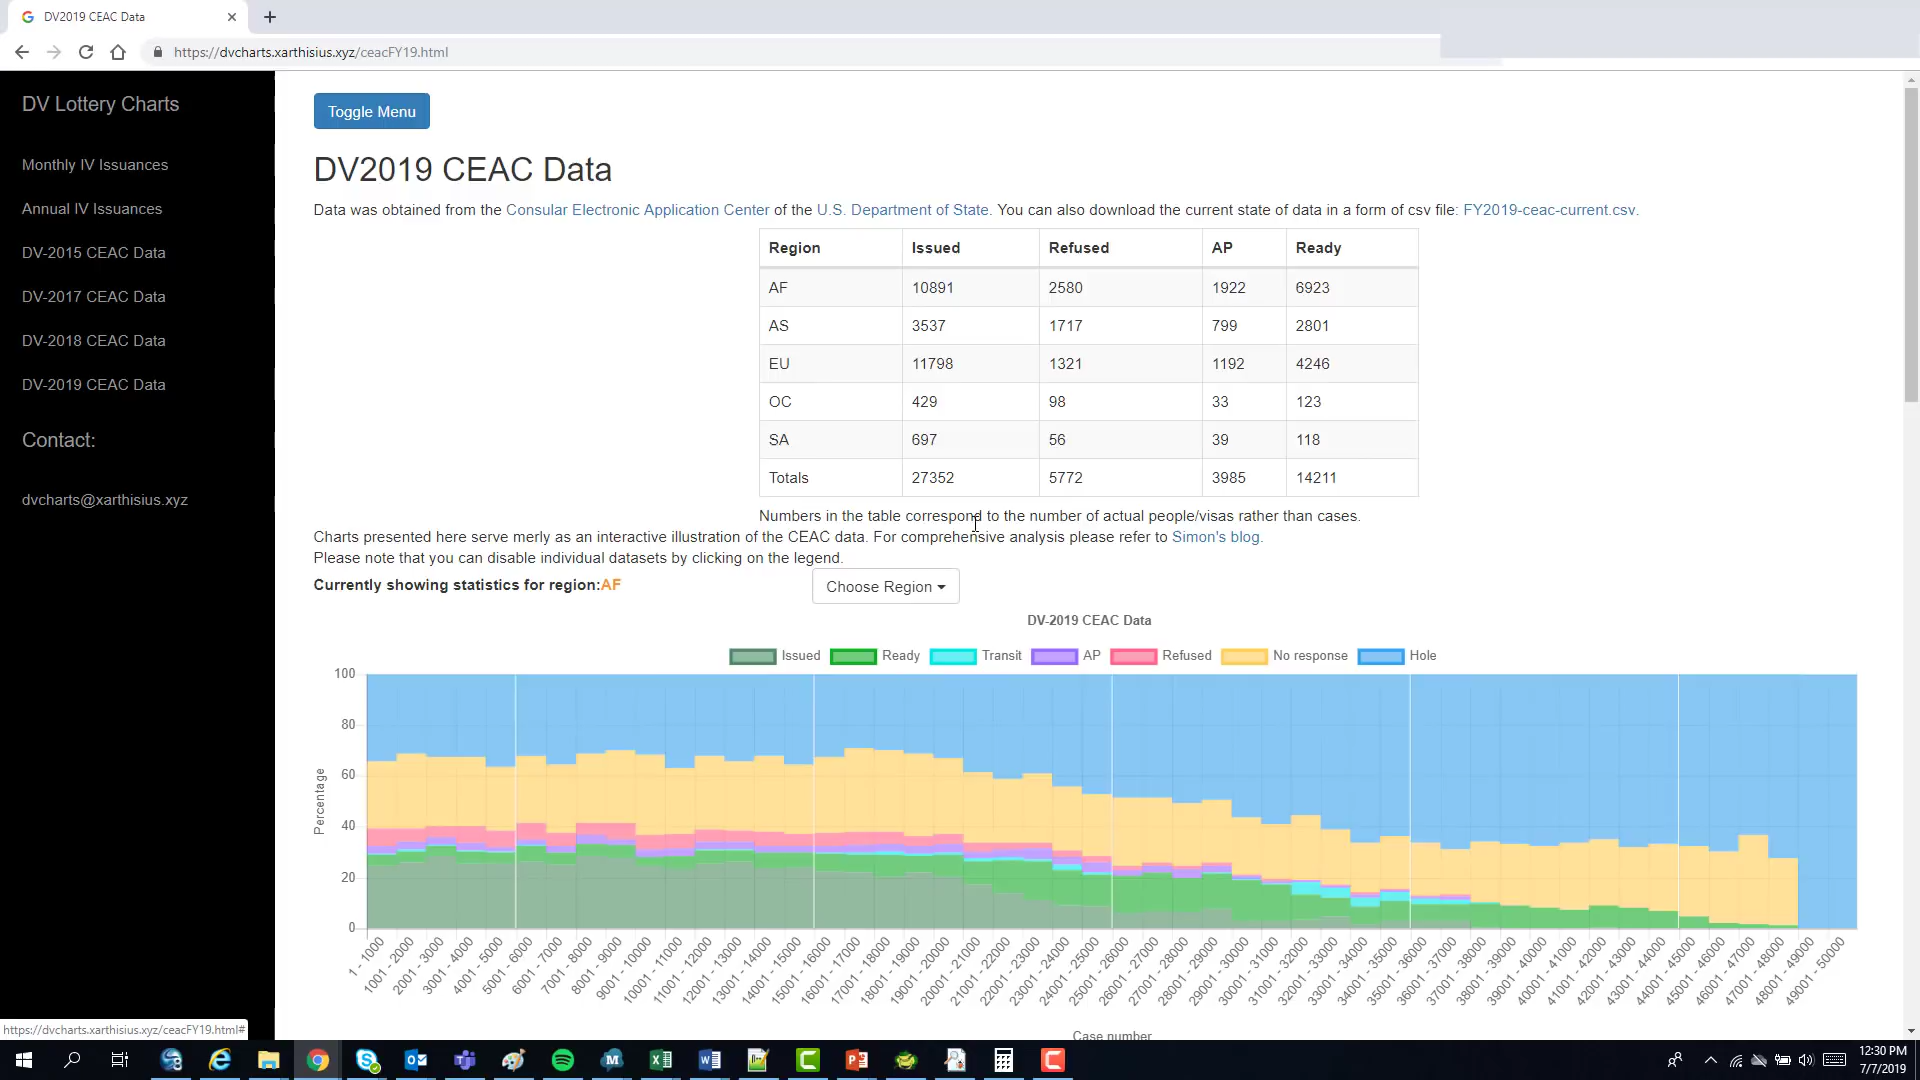 DV2019 CEAC Data
https://dvcharts.xarthisius.xyz/ceacFY19.html
DV Lottery Charts
Monthly IV Issuances
Annual IV Issuances
DV-2015 CEAC Data
DV-2017 CEAC Data
DV-2018 CEAC Data
DV-2019 CEAC Data
Contact:
dvcharts@xarthisius.xyz
Toggle Menu
DV2019 CEAC Data
Data was obtained from the Consular Electronic Application Center of the U.S. Department of State. You can also download the current state of data in a form of csv file: FY2019-ceac-current.csv.
Region Issued Refused AP Ready
AF 10891 2580 1922 6923
AS 3537 1717 799 2801
EU 11798 1321 1192 4246
OC 429 98 33 123
SA 697 56 39 118
Totals 27352 5772 3985 14211
Numbers in the table correspond to the number of actual people/visas rather than cases.
Charts presented here serve merly as an interactive illustration of the CEAC data. For comprehensive analysis please refer to Simon's blog.
Please note that you can disable individual datasets by clicking on the legend.
Currently showing statistics for region:AF
Choose Region
DV-2019 CEAC Data
Issued Ready Transit AP Refused No response Hole
Percentage
100
80
60
40
20
0
1 - 1000
1001 - 2000
2001 - 3000
3001 - 4000
4001 - 5000
5001 - 6000
6001 - 7000
7001 - 8000
8001 - 9000
9001 - 10000
10001 - 11000
11001 - 12000
12001 - 13000
13001 - 14000
14001 - 15000
15001 - 16000
16001 - 17000
17001 - 18000
18001 - 19000
19001 - 20000
20001 - 21000
21001 - 22000
22001 - 23000
23001 - 24000
24001 - 25000
25001 - 26000
26001 - 27000
27001 - 28000
28001 - 29000
29001 - 30000
30001 - 31000
31001 - 32000
32001 - 33000
33001 - 34000
34001 - 35000
35001 - 36000
36001 - 37000
37001 - 38000
38001 - 39000
39001 - 40000
40001 - 41000
41001 - 42000
42001 - 43000
43001 - 44000
44001 - 45000
45001 - 46000
46001 - 47000
47001 - 48000
48001 - 49000
49001 - 50000
Case number
https://dvcharts.xarthisius.xyz/ceacFY19.html#
12:30 PM
7/7/2019